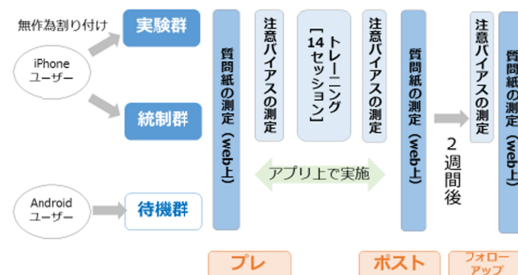 無作為割り付け
iPhone
ユーザー
Android
ユーザー
実験群
統制群
待機群
質問紙の測定（web上）
注意バイアスの測定
トレーニング
［14セッション］
注意バイアスの測定
アプリ上で実施
質問紙の測定（web上）
2週間後
注意バイアスの測定
質問紙の測定（web上）
プレ
ポスト
フォロー
アップ